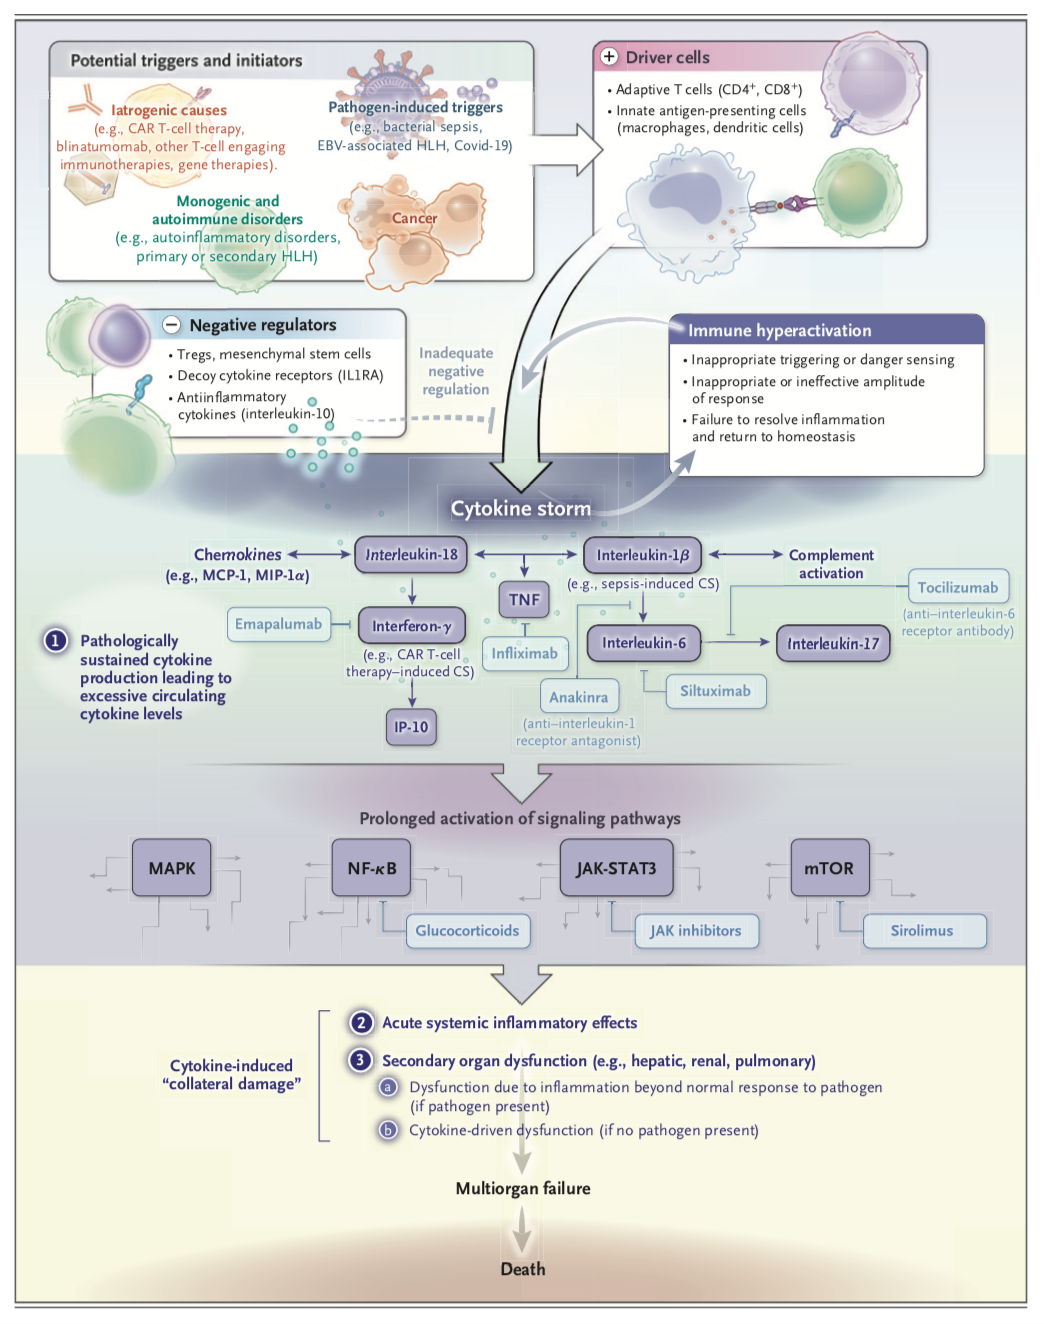 Potential triggers and initiators
Iatrogenic causes
(e.g., CAR T-cell therapy,
blinatumomab, other T-cell engaging
immunotherapies, gene therapies).
Pathogen-induced triggers
(e.g., bacterial sepsis,
EBV-associated HLH, Covid-19)
Monogenic and
autoimmune disorders
(e.g., autoinflammatory disorders,
primary or secondary HLH)
Cancer
+ Driver cells
• Adaptive T cells (CD4⁺, CD8⁺)
• Innate antigen-presenting cells
(macrophages, dendritic cells)
− Negative regulators
• Tregs, mesenchymal stem cells
• Decoy cytokine receptors (IL1RA)
• Antiinflammatory
cytokines (interleukin-10)
Inadequate
negative
regulation
Immune hyperactivation
• Inappropriate triggering or danger sensing
• Inappropriate or ineffective amplitude
of response
• Failure to resolve inflammation
and return to homeostasis
Cytokine storm
Chemokines
(e.g., MCP-1, MIP-1α)
Interleukin-18
Interleukin-1β
(e.g., sepsis-induced CS)
Complement
activation
TNF
Tocilizumab
(anti–interleukin-6
receptor antibody)
Emapalumab
Interferon-γ
(e.g., CAR T-cell
therapy–induced CS)
Infliximab
Interleukin-6
Interleukin-17
1 Pathologically
sustained cytokine
production leading to
excessive circulating
cytokine levels
IP-10
Anakinra
(anti–interleukin-1
receptor antagonist)
Siltuximab
Prolonged activation of signaling pathways
MAPK
NF-κB
JAK-STAT3
mTOR
Glucocorticoids
JAK inhibitors
Sirolimus
Cytokine-induced
“collateral damage”
2 Acute systemic inflammatory effects
3 Secondary organ dysfunction (e.g., hepatic, renal, pulmonary)
a Dysfunction due to inflammation beyond normal response to pathogen
(if pathogen present)
b Cytokine-driven dysfunction (if no pathogen present)
Multiorgan failure
Death